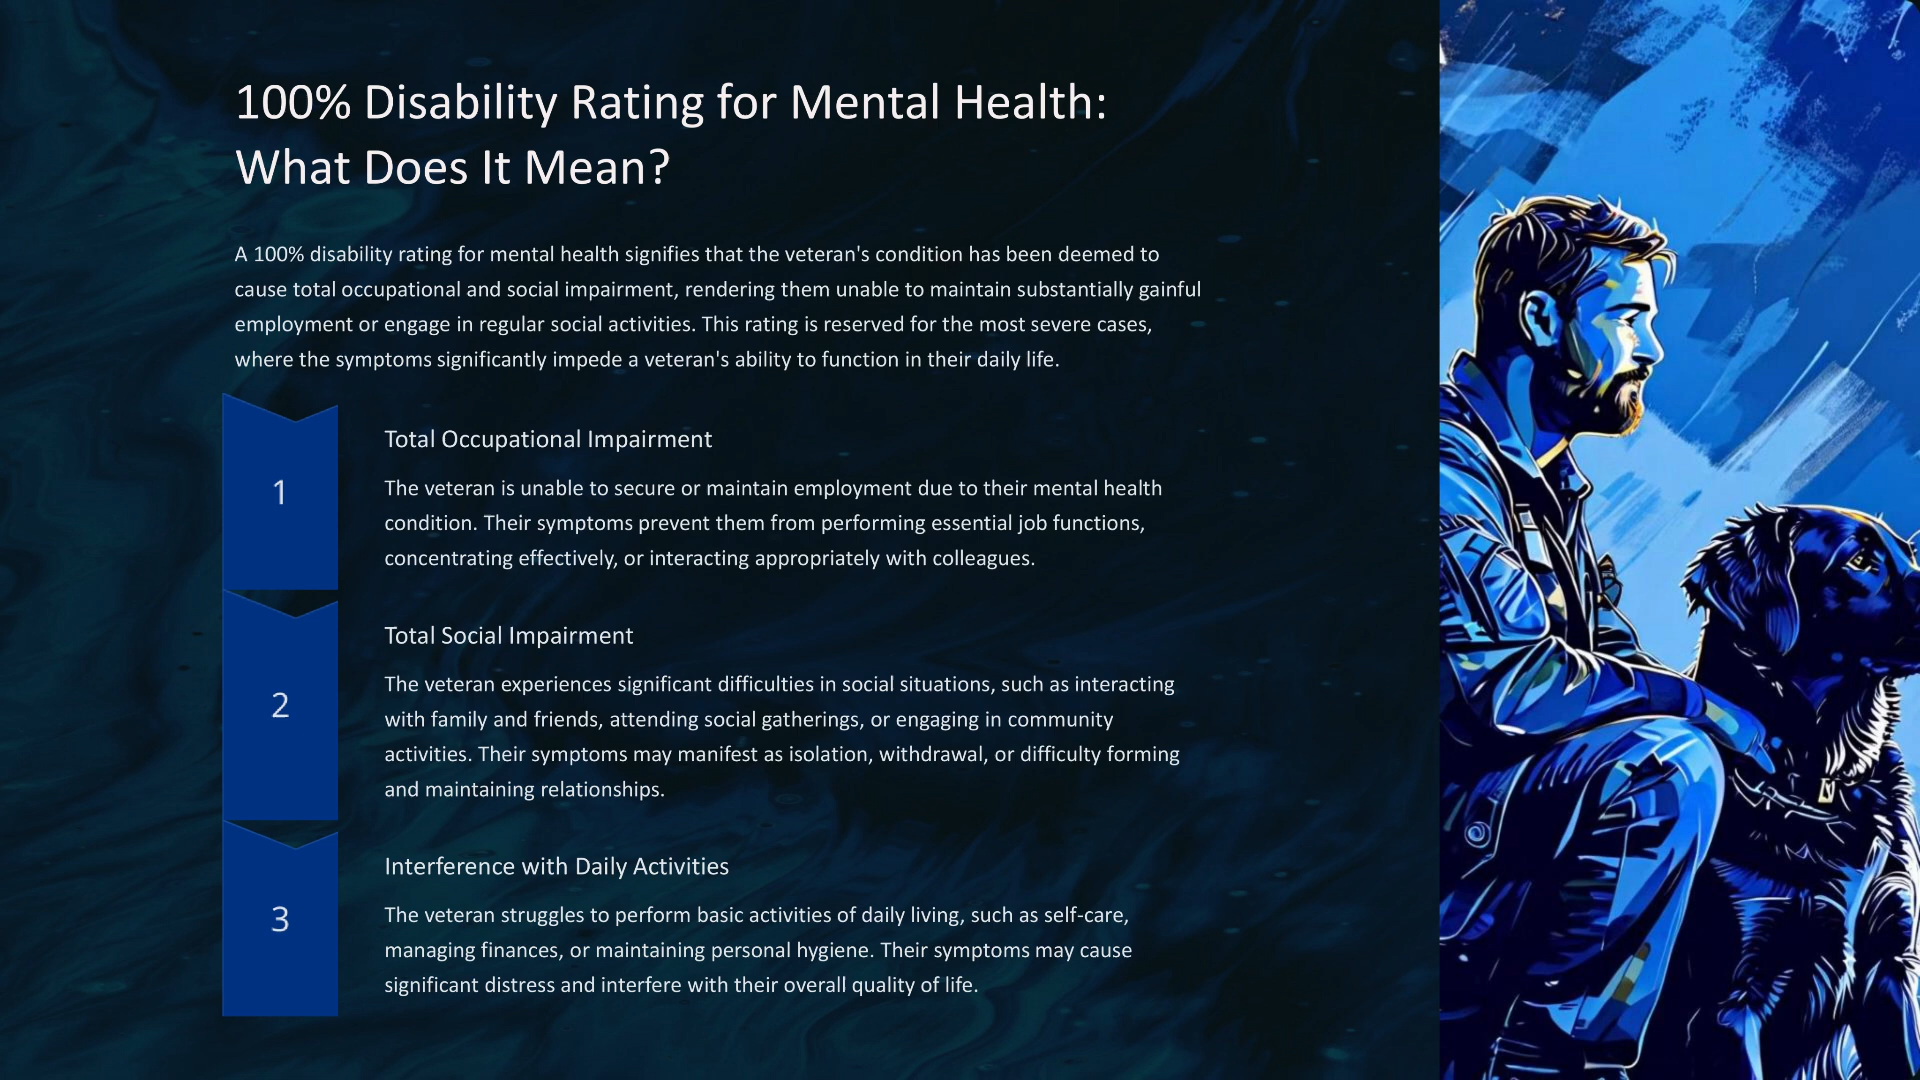 100% Disability Rating for Mental Health:
What Does It Mean?
A 100% disability rating for mental health signifies that the veteran's condition has been deemed to
cause total occupational and social impairment, rendering them unable to maintain substantially gainful
employment or engage in regular social activities. This rating is reserved for the most severe cases,
where the symptoms significantly impede a veteran's ability to function in their daily life.
1
Total Occupational Impairment
The veteran is unable to secure or maintain employment due to their mental health
condition. Their symptoms prevent them from performing essential job functions,
concentrating effectively, or interacting appropriately with colleagues.
2
Total Social Impairment
The veteran experiences significant difficulties in social situations, such as interacting
with family and friends, attending social gatherings, or engaging in community
activities. Their symptoms may manifest as isolation, withdrawal, or difficulty forming
and maintaining relationships.
3
Interference with Daily Activities
The veteran struggles to perform basic activities of daily living, such as self-care,
managing finances, or maintaining personal hygiene. Their symptoms may cause
significant distress and interfere with their overall quality of life.